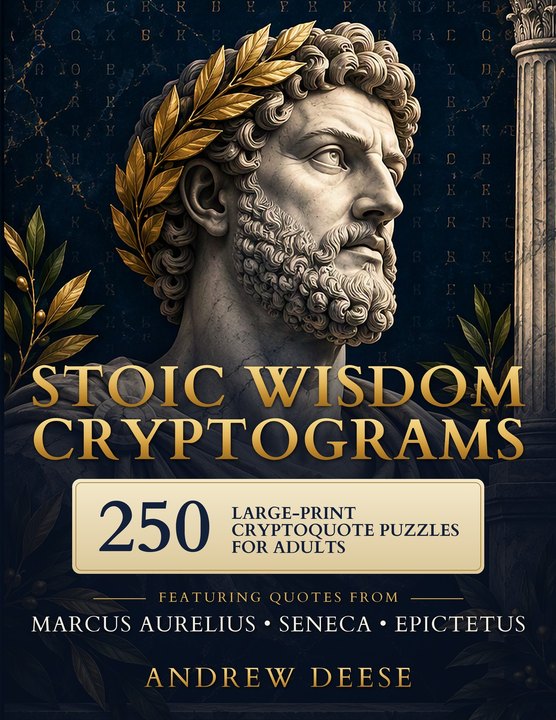 STOIC WISDOM
CRYPTOGRAMS
250
LARGE-PRINT
CRYPTOQUOTE PUZZLES
FOR ADULTS
FEATURING QUOTES FROM
MARCUS AURELIUS • SENECA • EPICTETUS
ANDREW DEESE